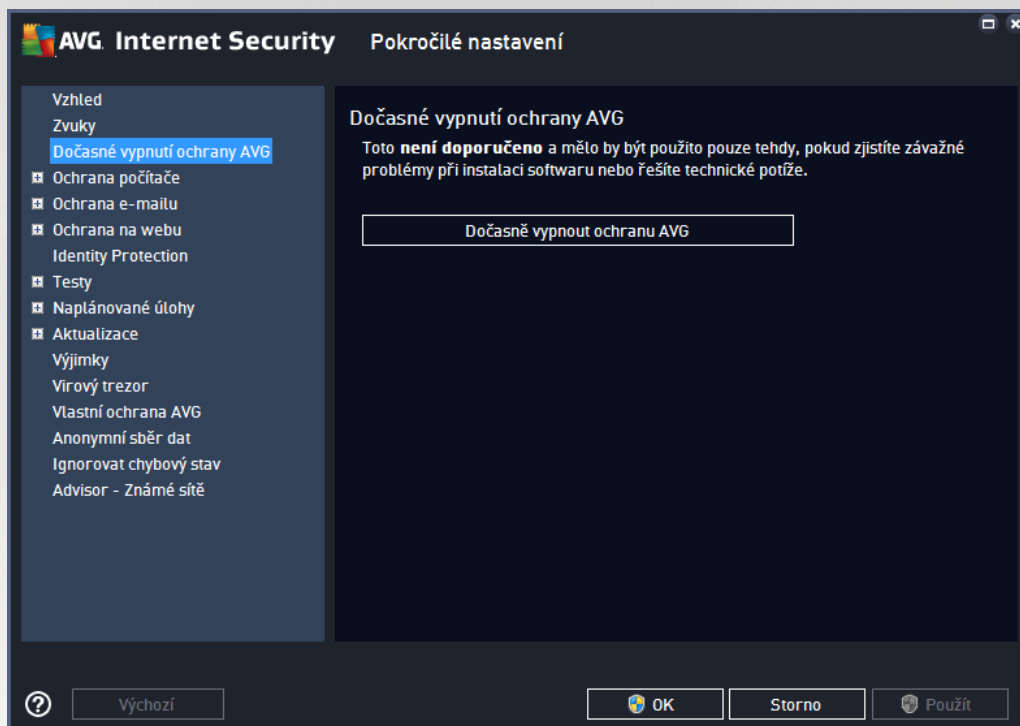 AVG. Internet Security Pokročilé nastavení
Vzhled
Zvuky
Dočasné vypnutí ochrany AVG
Ochrana počítače
Ochrana e-mailu
Ochrana na webu
Identity Protection
Testy
Naplánované úlohy
Aktualizace
Výjimky
Virový trezor
Vlastní ochrana AVG
Anonymní sběr dat
Ignorovat chybový stav
Advisor - Známé sítě
Dočasné vypnutí ochrany AVG
Toto není doporučeno a mělo by být použito pouze tehdy, pokud zjistíte závažné
problémy při instalaci softwaru nebo řešíte technické potíže.
Dočasně vypnout ochranu AVG
Výchozí
OK
Storno
Použít